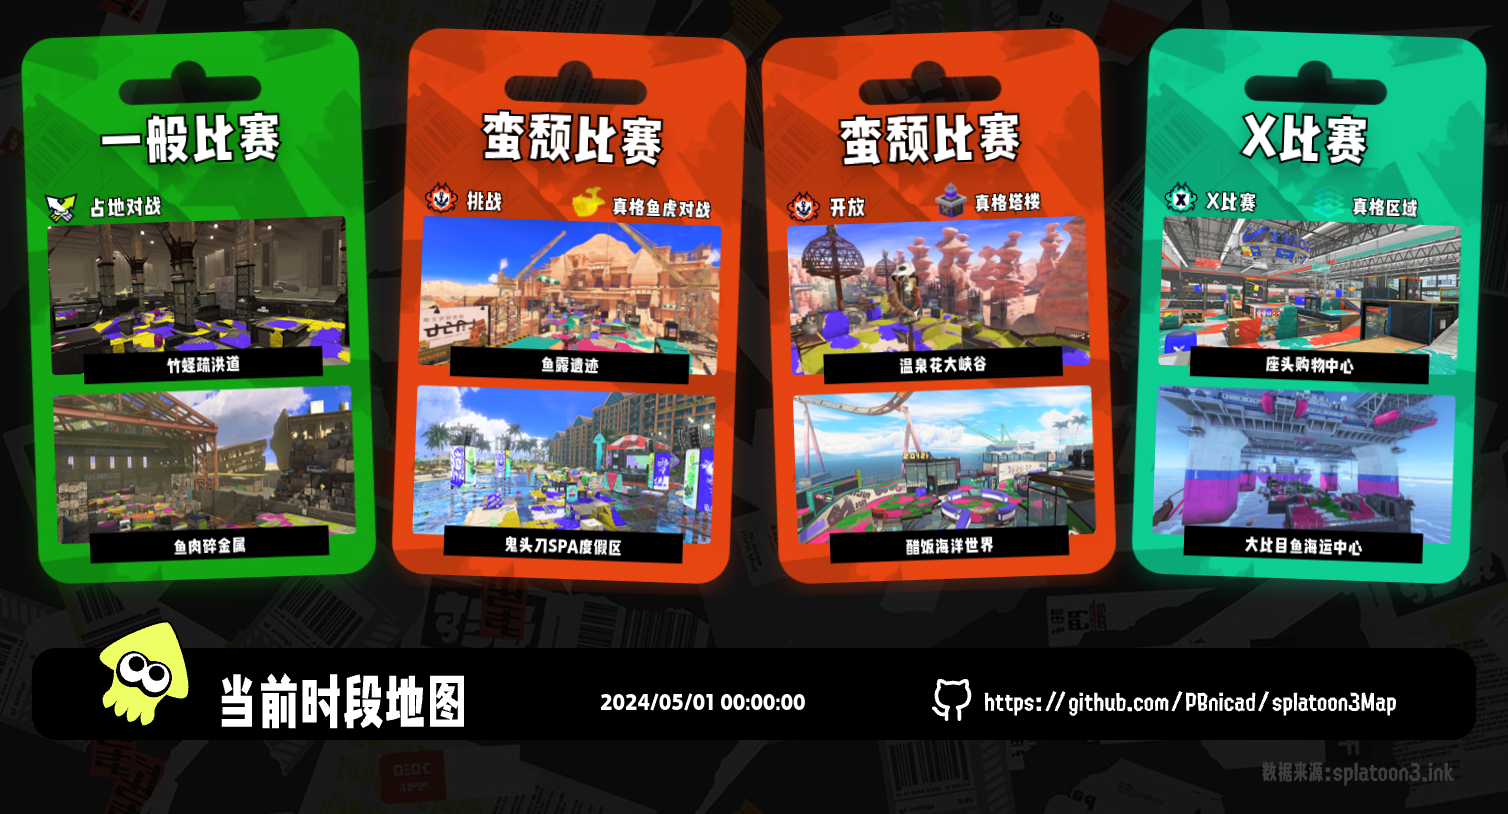 一般比赛
占地对战
竹蛏疏洪道
鱼肉碎金属
蛮颓比赛
挑战
真格鱼虎对战
鱼露遗迹
鬼头刀SPA度假区
蛮颓比赛
开放
真格塔楼
温泉花大峡谷
醋饭海洋世界
X比赛
X比赛
真格区域
座头购物中心
大比目鱼海运中心
当前时段地图
2024/05/01 00:00:00
https://github.com/PBnicad/splatoon3Map
数据来源:splatoon3.ink